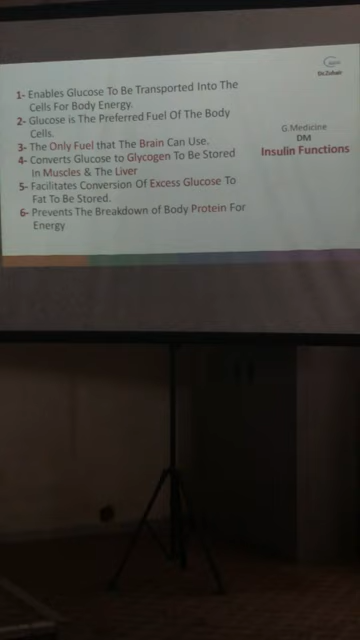 1- Enables Glucose To Be Transported Into The
Cells For Body Energy.
2- Glucose is The Preferred Fuel Of The Body
Cells.
3- The Only Fuel that The Brain Can Use.
4- Converts Glucose to Glycogen To Be Stored
In Muscles & The Liver
5- Facilitates Conversion Of Excess Glucose To
Fat To Be Stored.
6- Prevents The Breakdown of Body Protein For
Energy
Dr.Zuhair
G.Medicine
DM
Insulin Functions